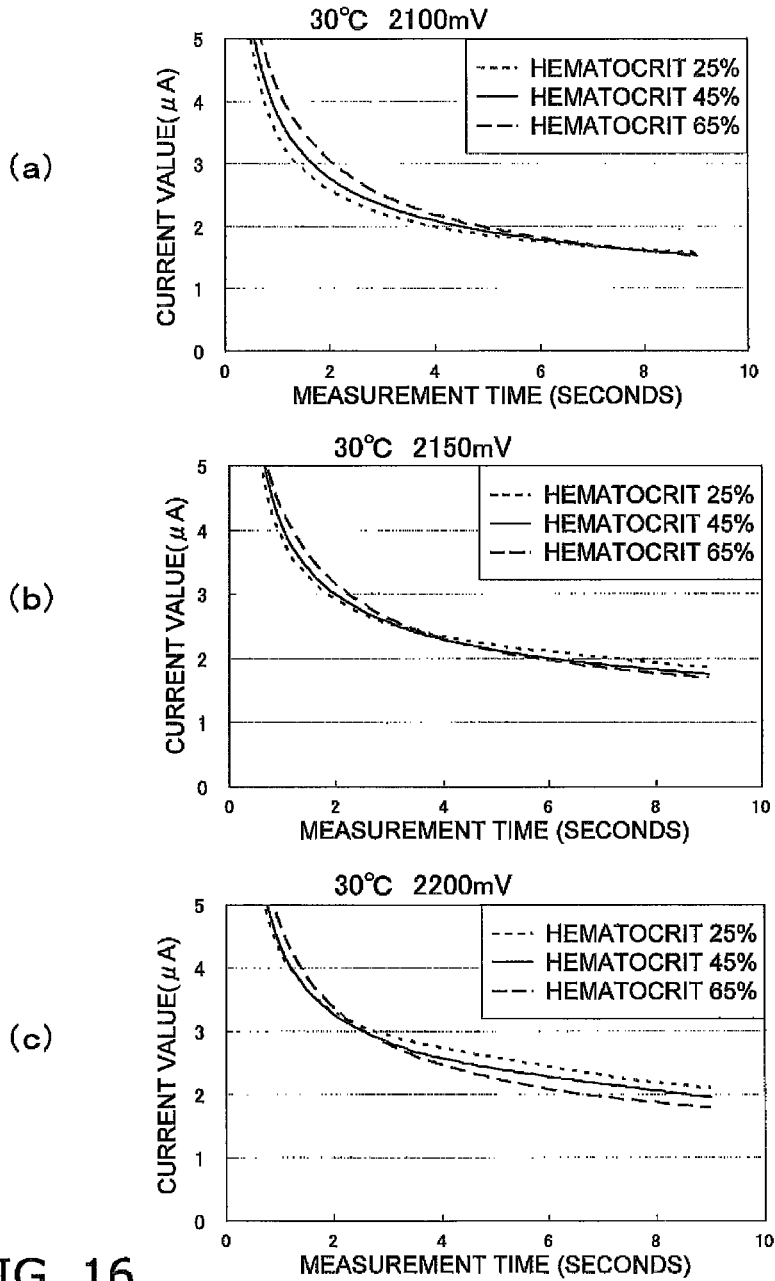 (a)
30℃ 2100mV
CURRENT VALUE(μA)
5
4
3
2
1
0
HEMATOCRIT 25%
HEMATOCRIT 45%
HEMATOCRIT 65%
0 2 4 6 8 10
MEASUREMENT TIME (SECONDS)
(b)
30℃ 2150mV
CURRENT VALUE(μA)
5
4
3
2
1
0
HEMATOCRIT 25%
HEMATOCRIT 45%
HEMATOCRIT 65%
0 2 4 6 8 10
MEASUREMENT TIME (SECONDS)
(c)
30℃ 2200mV
CURRENT VALUE(μA)
5
4
3
2
1
0
HEMATOCRIT 25%
HEMATOCRIT 45%
HEMATOCRIT 65%
0 2 4 6 8 10
MEASUREMENT TIME (SECONDS)
IG. 16